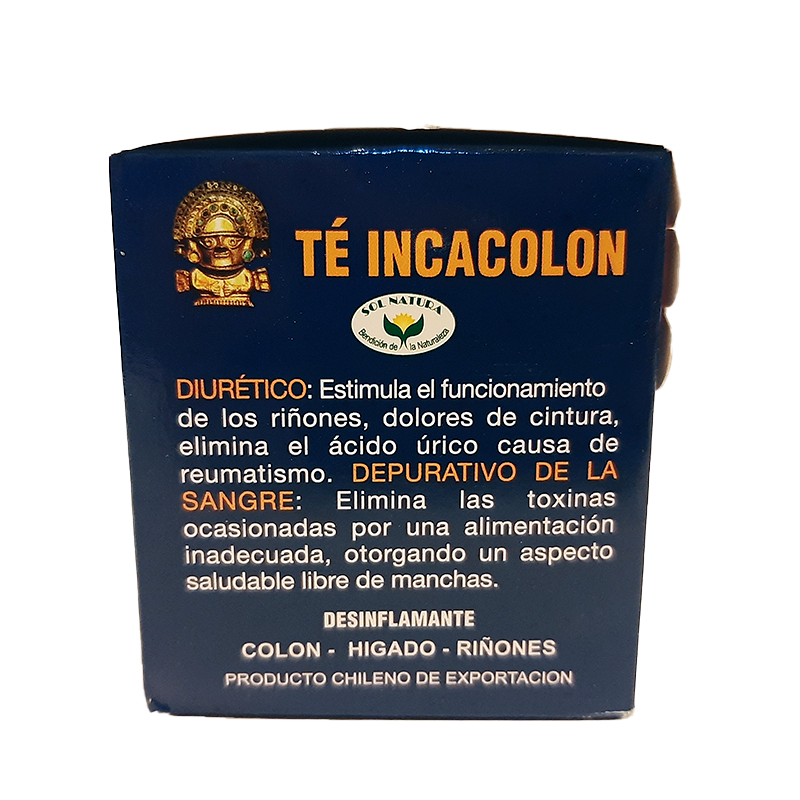 TÉ INCACOLON
SOL NATURA
Bendición de la Naturaleza
DIURÉTICO: Estimula el funcionamiento
de los riñones, dolores de cintura,
elimina el ácido úrico causa de
reumatismo. DEPURATIVO DE LA
SANGRE: Elimina las toxinas
ocasionadas por una alimentación
inadecuada, otorgando un aspecto
saludable libre de manchas.
DESINFLAMANTE
COLON - HIGADO - RIÑONES
PRODUCTO CHILENO DE EXPORTACION